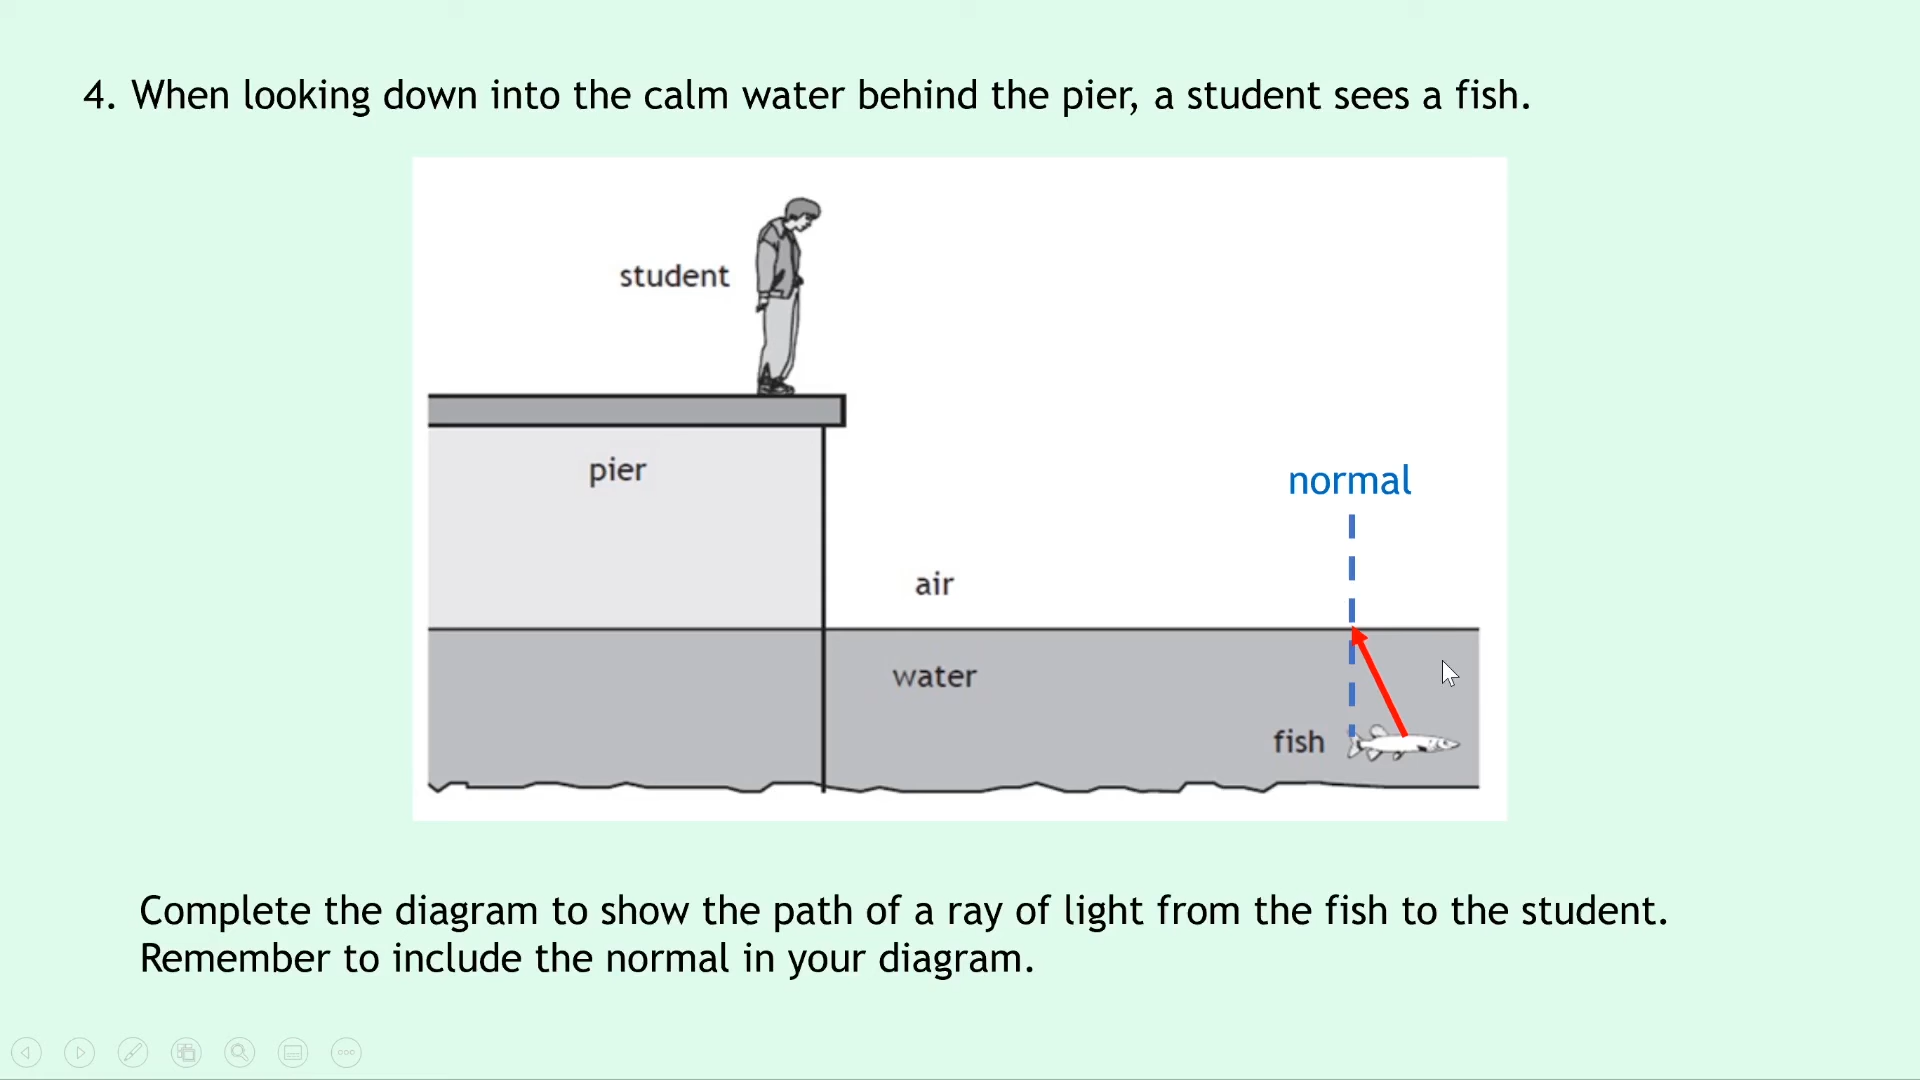 4. When looking down into the calm water behind the pier, a student sees a fish.
student
pier
normal
air
water
fish
Complete the diagram to show the path of a ray of light from the fish to the student.
Remember to include the normal in your diagram.